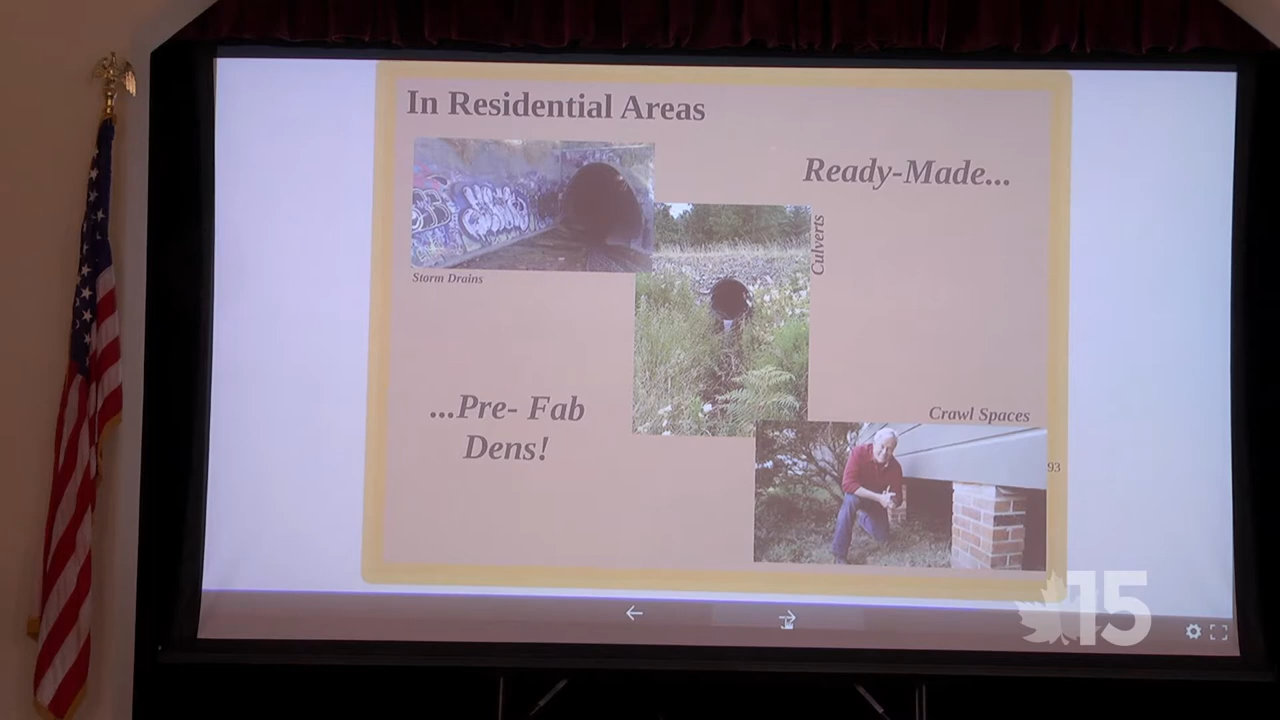 In Residential Areas
Ready-Made...
Storm Drains
Culverts
...Pre- Fab
Dens!
Crawl Spaces
93
15